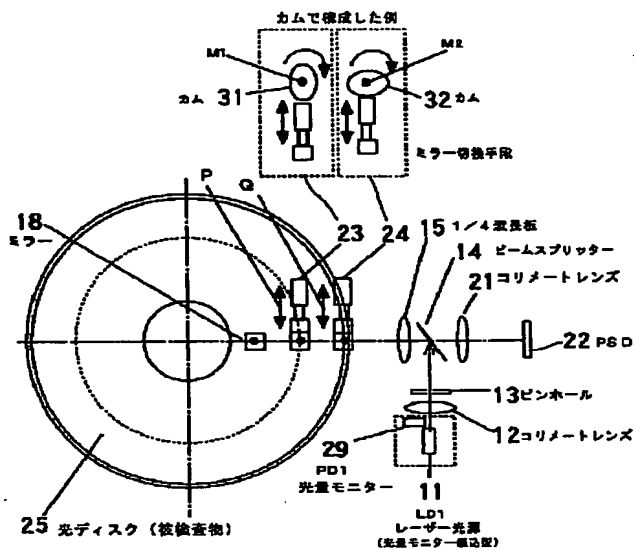 カムで構成した例
M1
M2
カム 31
32 カム
ミラー切換手段
P
Q
23
24
18
ミラー
15 1/4波長板
14 ビームスプリッター
21 コリメートレンズ
22 PSD
13 ピンホール
12 コリメートレンズ
29
PD1
光量モニター
11
LD1
レーザー光源
(光量モニター組込型)
25 光ディスク (被検査物)